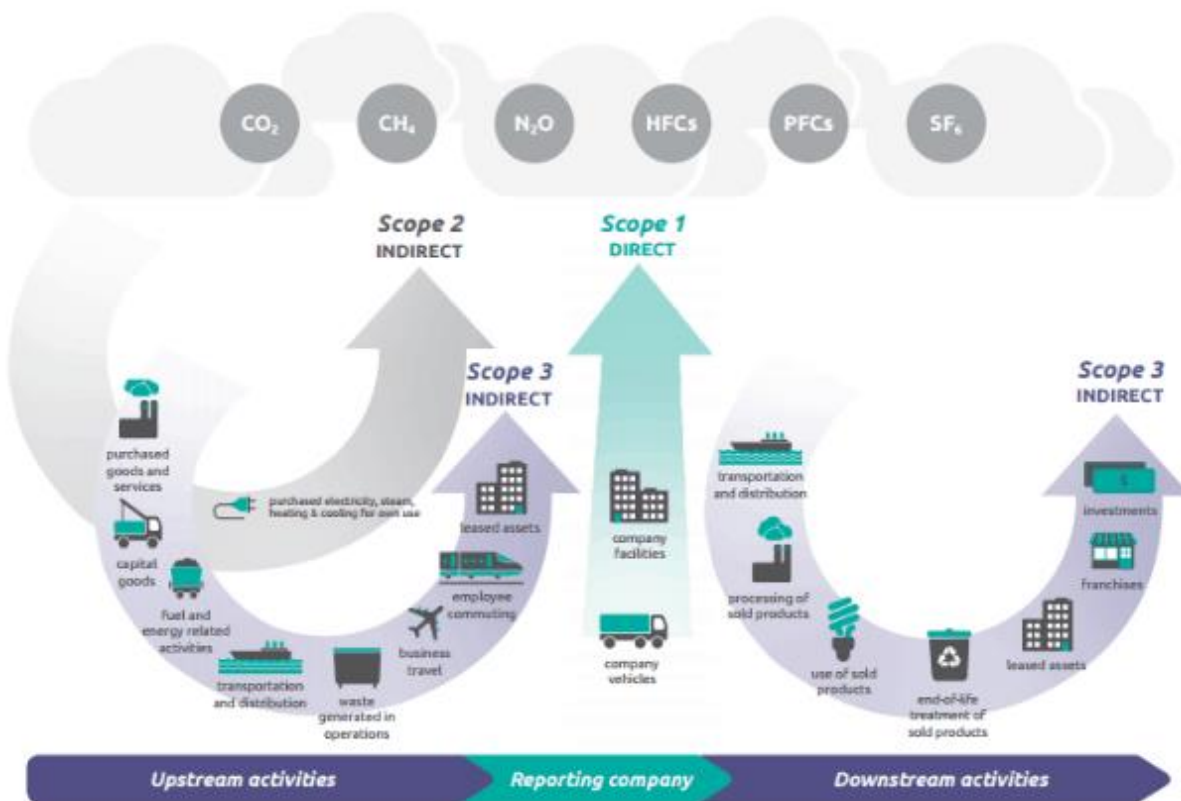 CO₂
CH₄
N₂O
HFCs
PFCs
SF₆
Scope 2
INDIRECT
Scope 1
DIRECT
Scope 3
INDIRECT
Scope 3
INDIRECT
purchased
goods and
services
capital
goods
fuel and
energy related
activities
transportation
and distribution
waste
generated in
operations
business
travel
employee
commuting
leased assets
purchased electricity, steam,
heating & cooling for own use
company
facilities
company
vehicles
transportation
and distribution
processing of
sold products
use of sold
products
end-of-life
treatment of
sold products
leased assets
franchises
$
investments
Upstream activities
Reporting company
Downstream activities